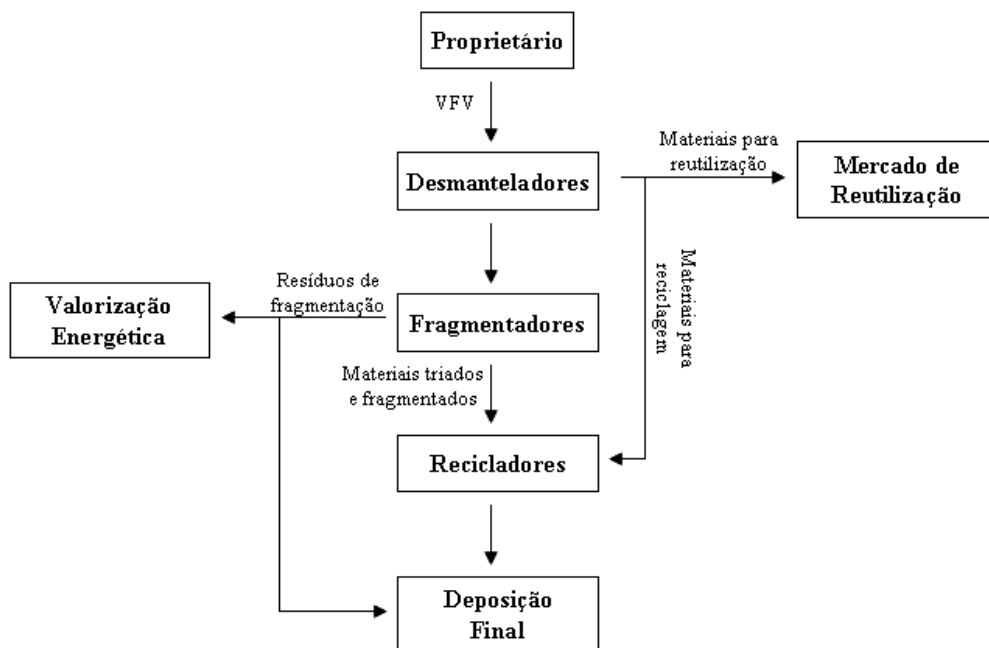 Proprietário
VFV
Desmanteladores
Materiais para
reutilização
Mercado de
Reutilização
Materiais para
reciclagem
Resíduos de
fragmentação
Valorização
Energética
Fragmentadores
Materiais triados
e fragmentados
Recicladores
Deposição
Final